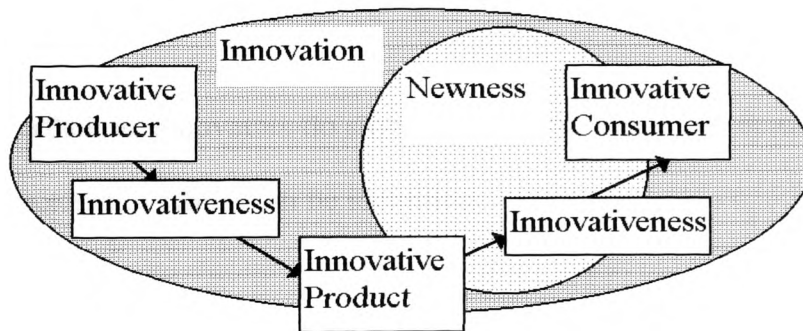 Innovation
Innovative
Producer
Newness
Innovative
Consumer
Innovativeness
Innovativeness
Innovative
Product